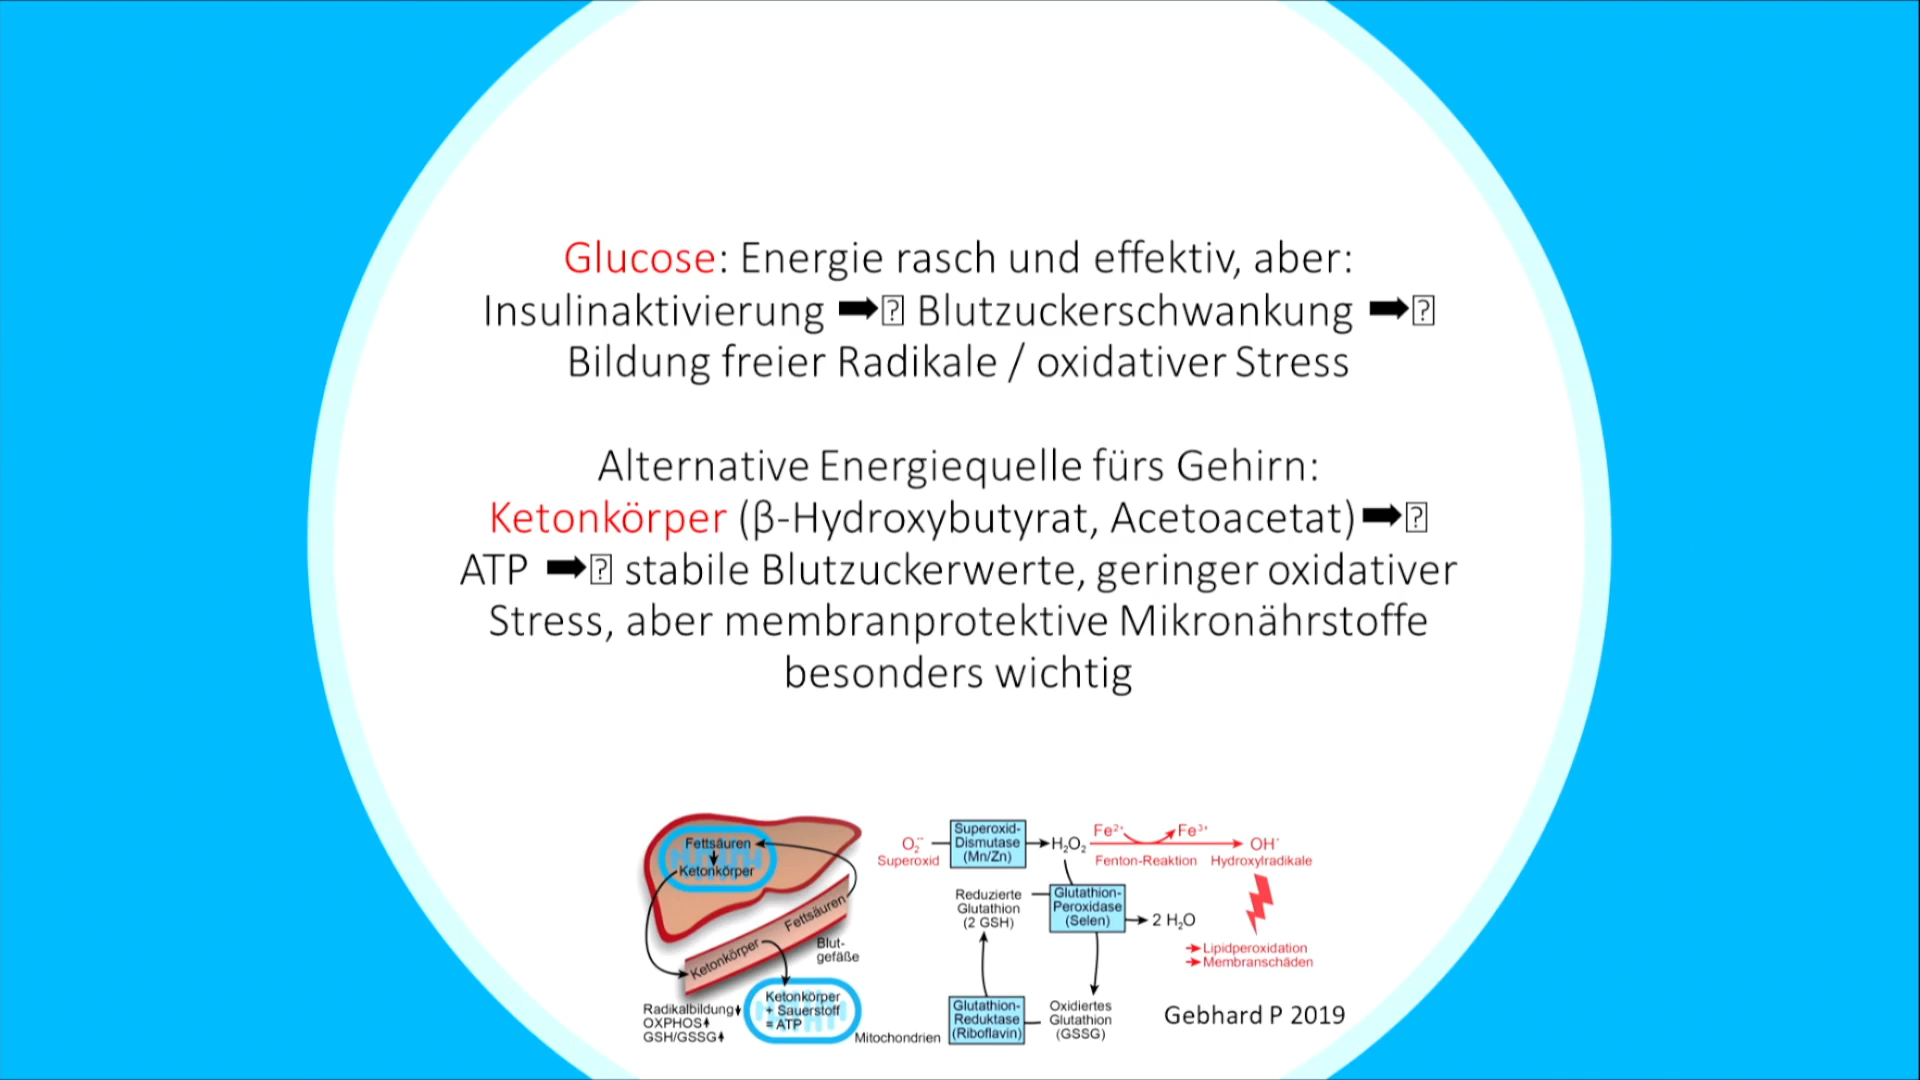 Glucose: Energie rasch und effektiv, aber:
Insulinaktivierung ➡ Blutzuckerschwankung ➡
Bildung freier Radikale / oxidativer Stress
Alternative Energiequelle fürs Gehirn:
Ketonkörper (β-Hydroxybutyrat, Acetoacetat)➡
ATP ➡ stabile Blutzuckerwerte, geringer oxidativer
Stress, aber membranprotektive Mikronährstoffe
besonders wichtig
Fettsäuren
Ketonkörper
Fettsäuren
Ketonkörper
Blut-
gefäße
Ketonkörper
+ Sauerstoff
= ATP
Radikalbildung↓
OXPHOS↑
GSH/GSSG↑
Mitochondrien
O₂˙⁻
Superoxid
Superoxid-
Dismutase
(Mn/Zn)
H₂O₂
Fe²⁺ Fe³⁺
Fenton-Reaktion
OH˙
Hydroxylradikale
Reduzierte
Glutathion
(2 GSH)
Glutathion-
Peroxidase
(Selen)
2 H₂O
Lipidperoxidation
Membranschäden
Glutathion-
Reduktase
(Riboflavin)
Oxidiertes
Glutathion
(GSSG)
Gebhard P 2019